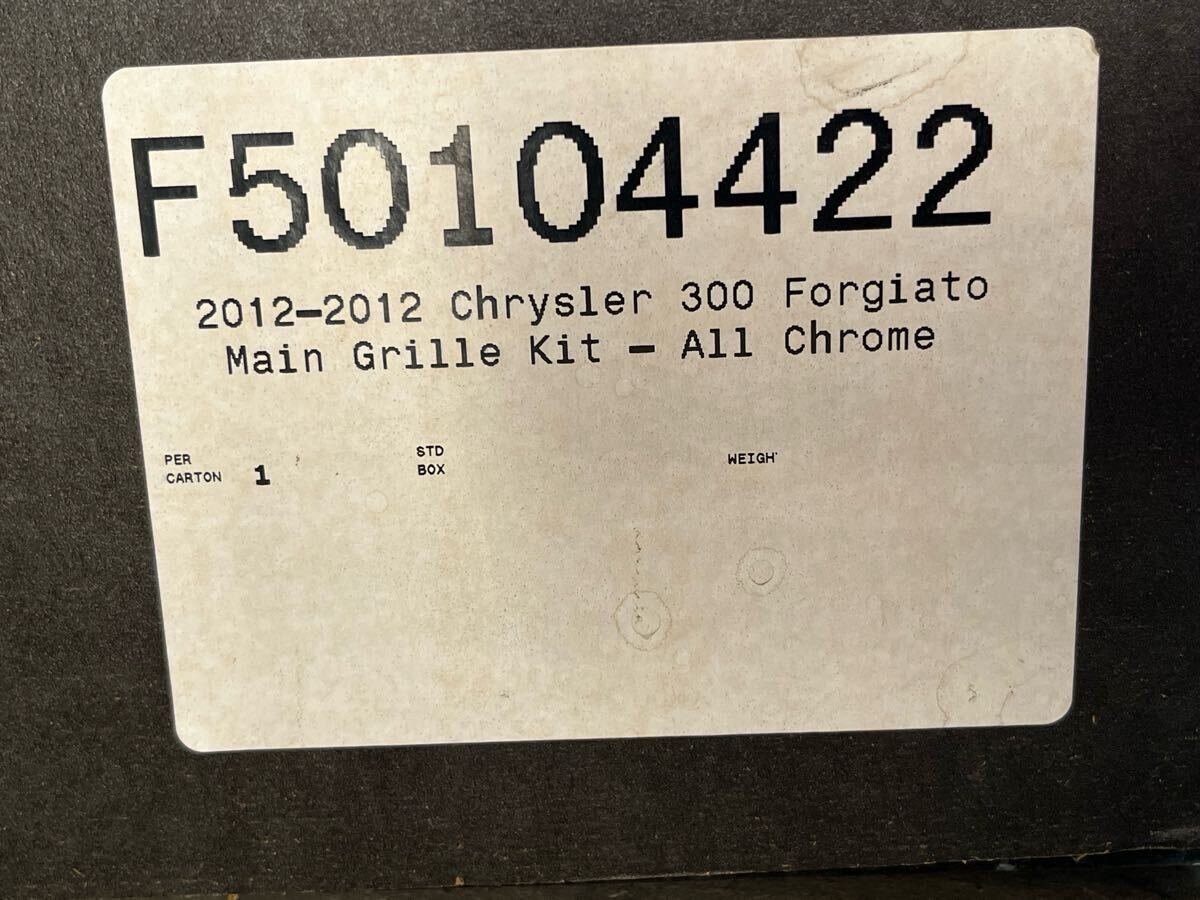 F50104422
2012-2012 Chrysler 300 Forgiato
Main Grille Kit - All Chrome
PER
CARTON 1
STD
BOX
WEIGH